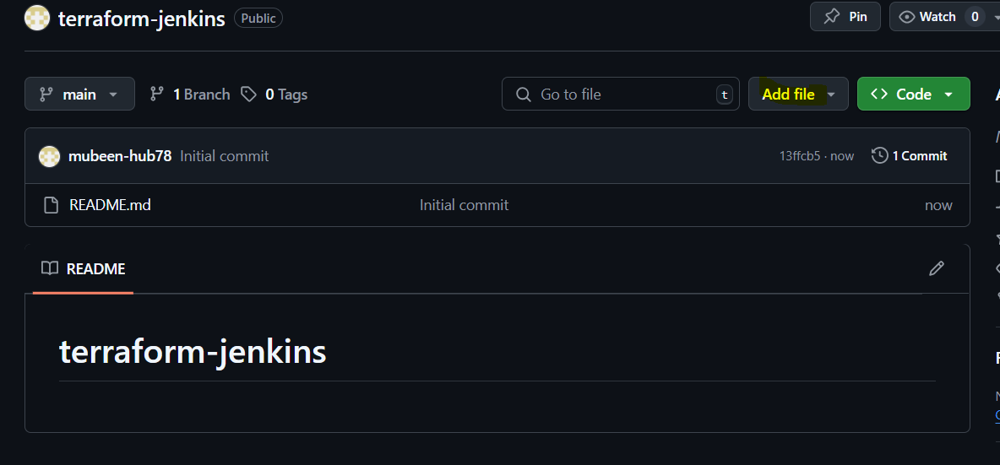 terraform-jenkins Public Pin Watch 0
main 1 Branch 0 Tags Go to file t Add file Code
mubeen-hub78 Initial commit 13ffcb5 · now 1 Commit
README.md Initial commit now
README
terraform-jenkins